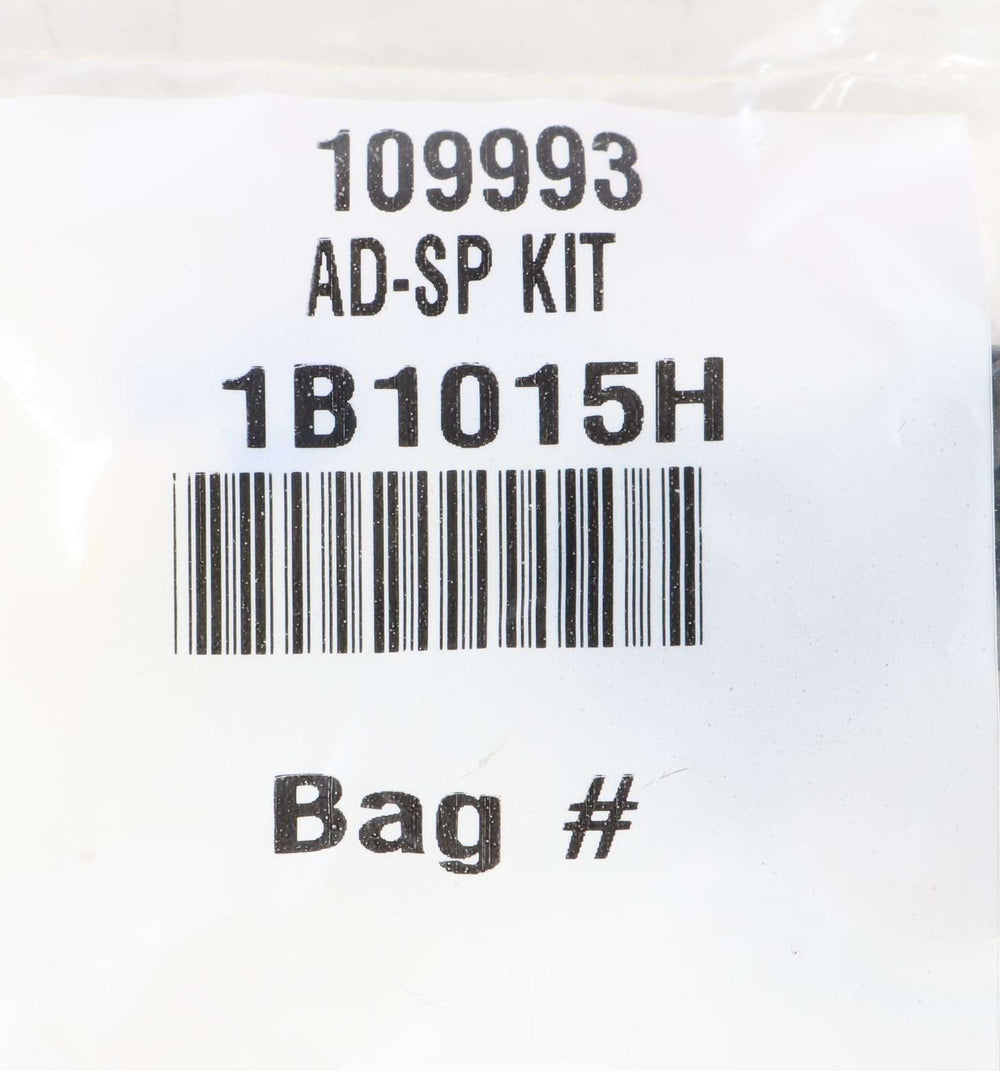 109993
AD-SP KIT
1B1015H
Bag #